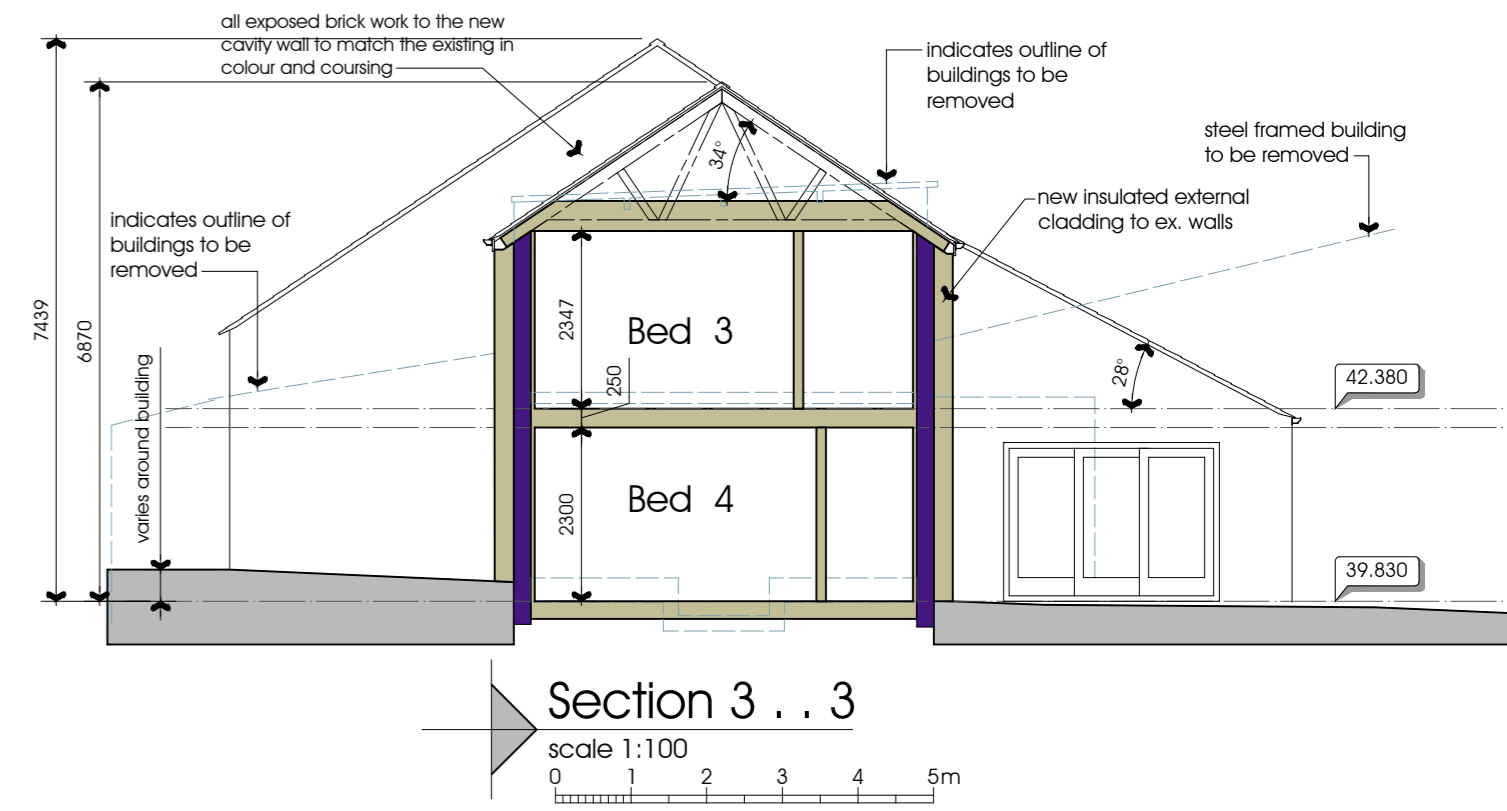 all exposed brick work to the new
cavity wall to match the existing in
colour and coursing
indicates outline of
buildings to be
removed
steel framed building
to be removed
new insulated external
cladding to ex. walls
indicates outline of
buildings to be
removed
34°
28°
7439
6870
varies around building
2347
250
2300
Bed 3
Bed 4
42.380
39.830
Section 3 . . 3
scale 1:100
0 1 2 3 4 5m